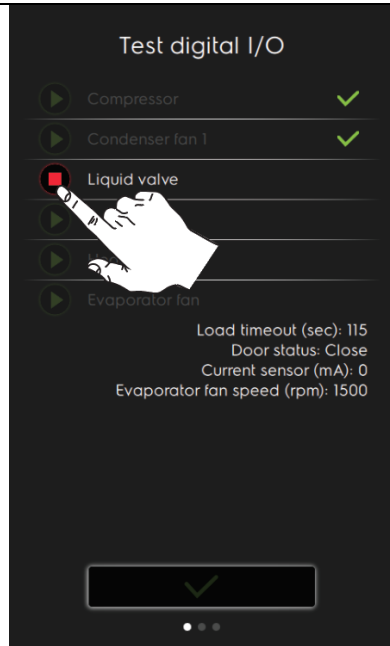 Test digital I/O
Compressor
Condenser fan 1
Liquid valve
Evaporator fan
Load timeout (sec): 115
Door status: Close
Current sensor (mA): 0
Evaporator fan speed (rpm): 1500